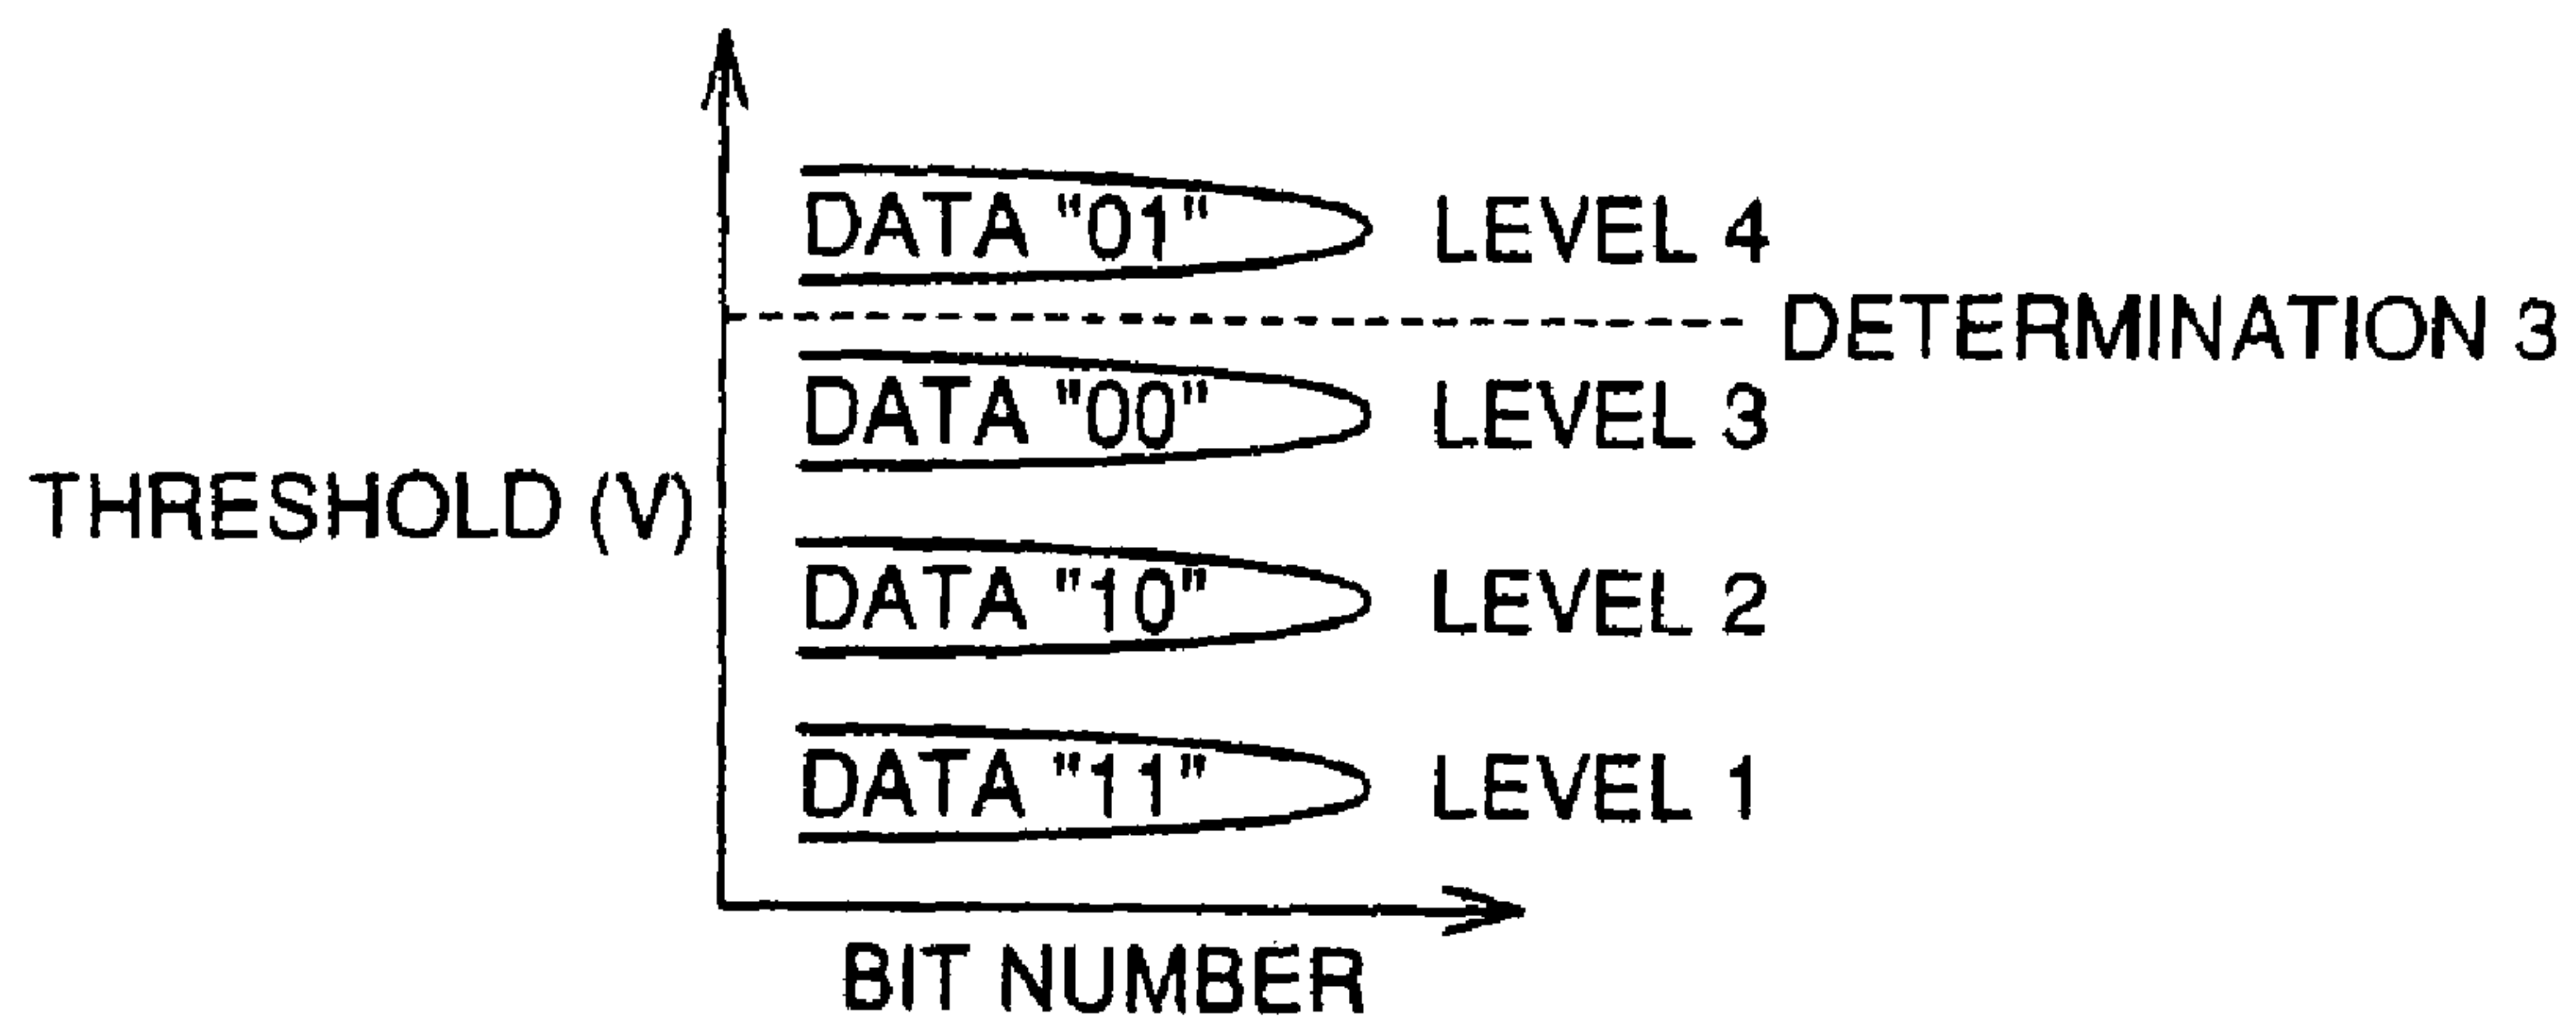 DATA "01" LEVEL 4
DETERMINATION 3
DATA "00" LEVEL 3
THRESHOLD (V)
DATA "10" LEVEL 2
DATA "11" LEVEL 1
BIT NUMBER